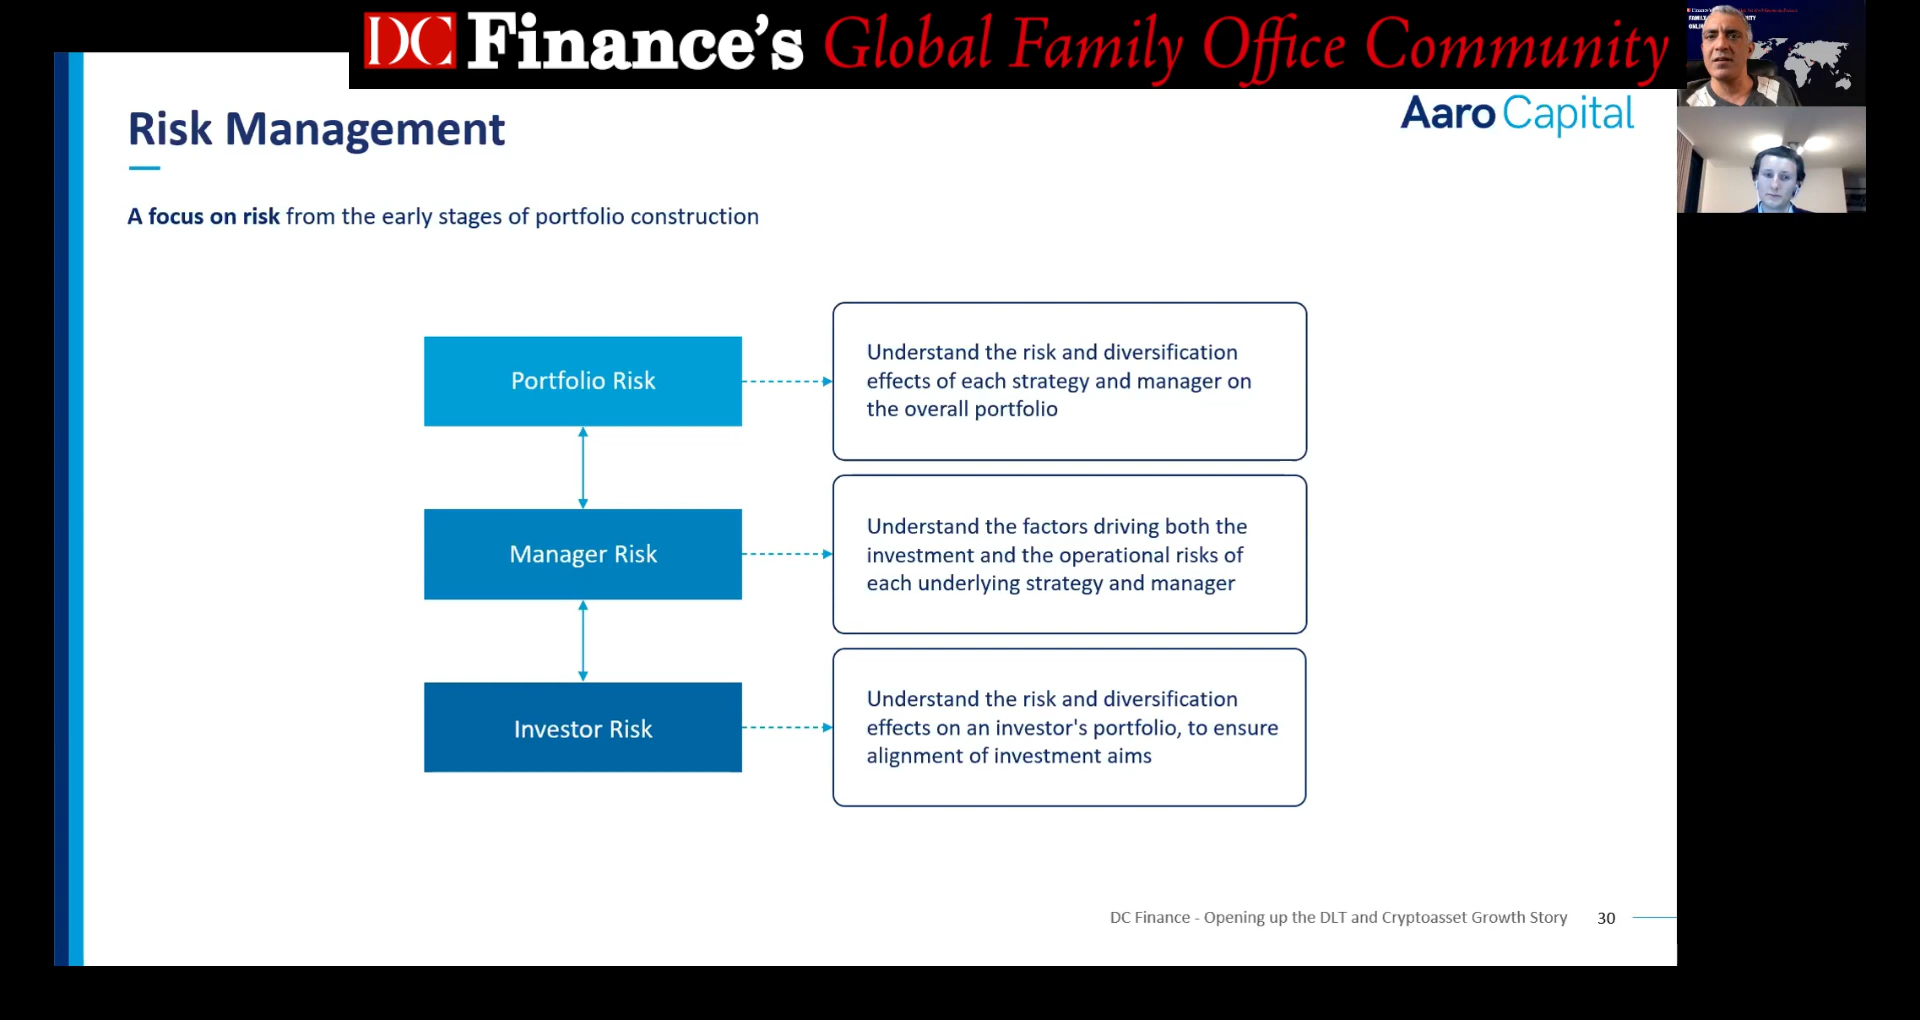 DC Finance's Global Family Office Community
Aaro Capital
Risk Management
A focus on risk from the early stages of portfolio construction
Portfolio Risk
Understand the risk and diversification
effects of each strategy and manager on
the overall portfolio
Manager Risk
Understand the factors driving both the
investment and the operational risks of
each underlying strategy and manager
Investor Risk
Understand the risk and diversification
effects on an investor's portfolio, to ensure
alignment of investment aims
DC Finance - Opening up the DLT and Cryptoasset Growth Story 30